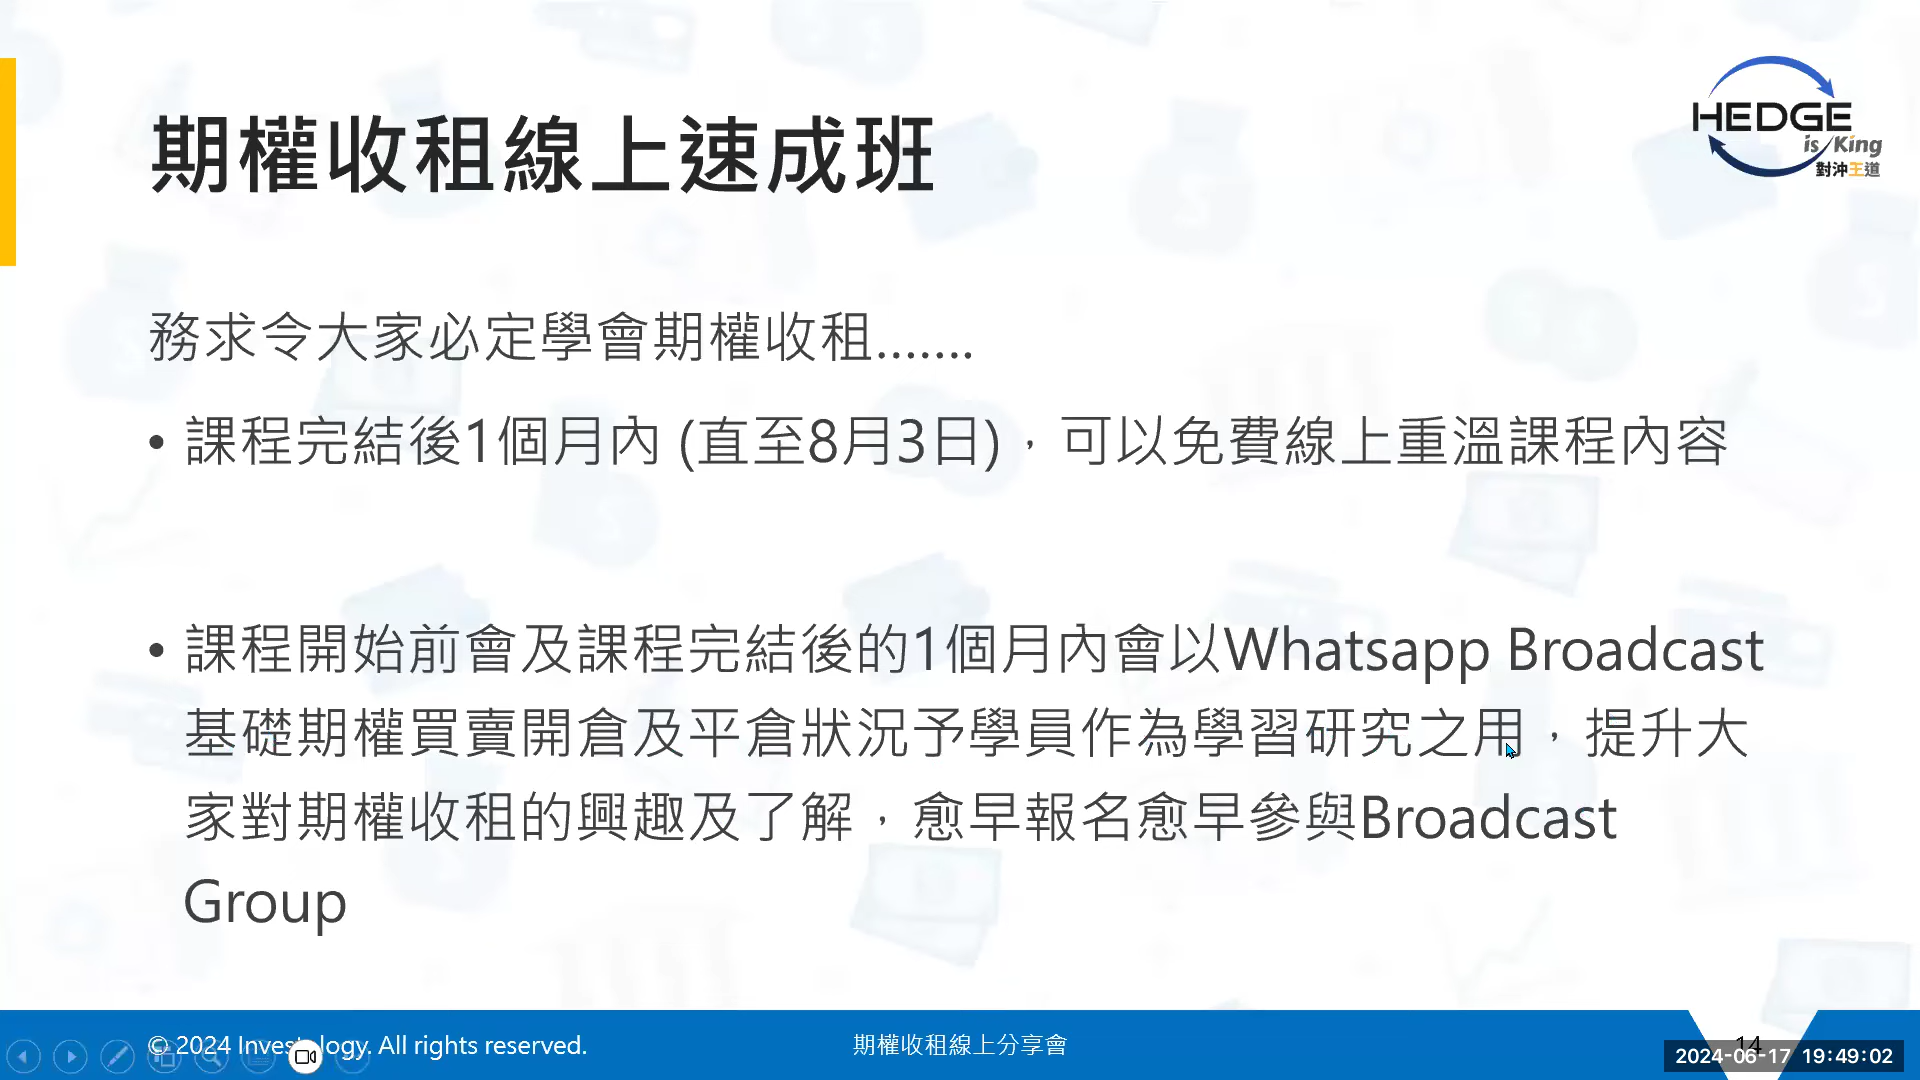 期權收租線上速成班
HEDGE
is King
對沖王道
務求令大家必定學會期權收租.......
• 課程完結後1個月內 (直至8月3日)，可以免費線上重溫課程內容
• 課程開始前會及課程完結後的1個月內會以Whatsapp Broadcast
基礎期權買賣開倉及平倉狀況予學員作為學習研究之用，提升大
家對期權收租的興趣及了解，愈早報名愈早參與Broadcast
Group
© 2024 Investology. All rights reserved.
期權收租線上分享會
14
2024-06-17 19:49:02